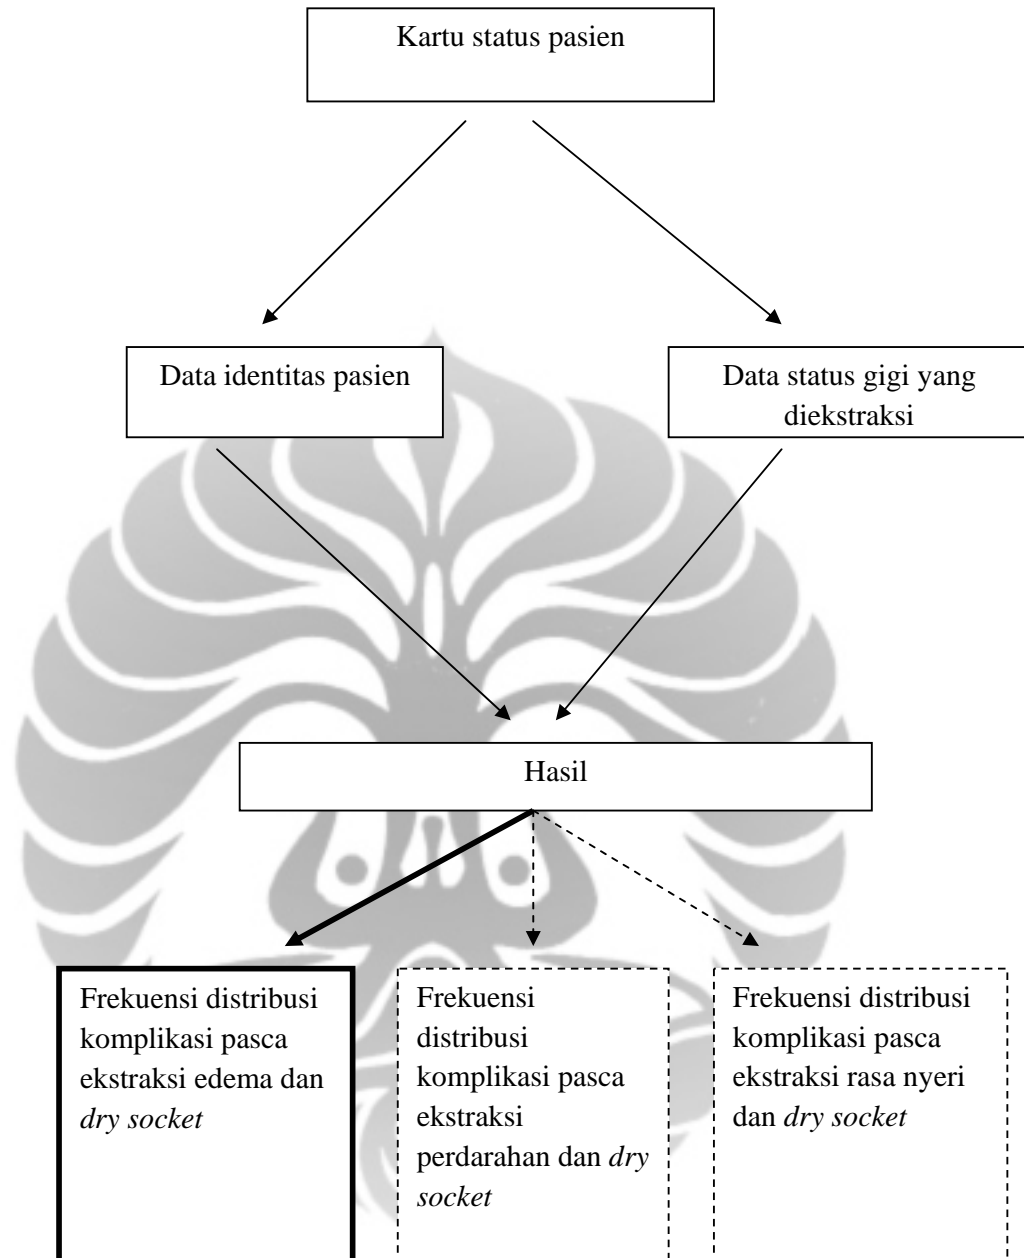 Kartu status pasien
Data identitas pasien
Data status gigi yang
diekstraksi
Hasil
Frekuensi distribusi
komplikasi pasca
ekstraksi edema dan
dry socket
Frekuensi
distribusi
komplikasi pasca
ekstraksi
perdarahan dan dry
socket
Frekuensi distribusi
komplikasi pasca
ekstraksi rasa nyeri
dan dry socket